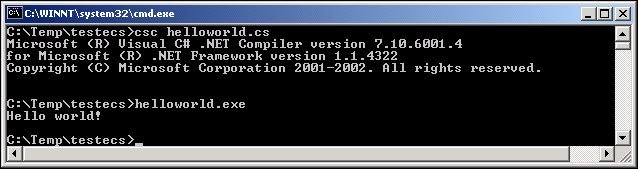 C:\WINNT\system32\cmd.exe
C:\Temp\testecs>csc helloworld.cs
Microsoft (R) Visual C# .NET Compiler version 7.10.6001.4
for Microsoft (R) .NET Framework version 1.1.4322
Copyright (C) Microsoft Corporation 2001-2002. All rights reserved.
C:\Temp\testecs>helloworld.exe
Hello world!
C:\Temp\testecs>_